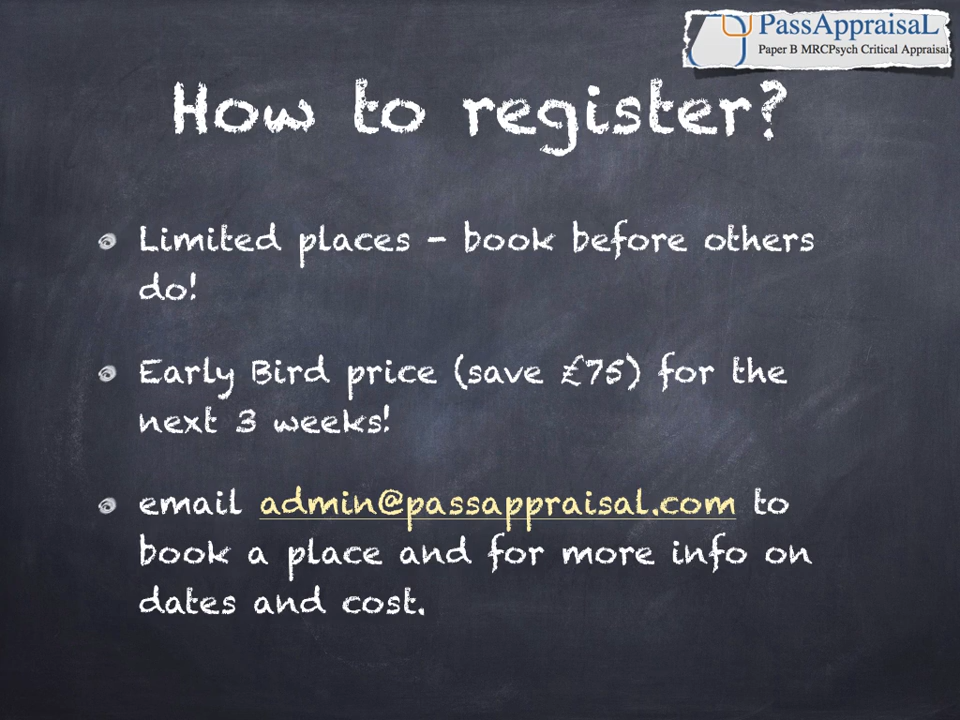 PassAppraisaL
Paper B MRCPsych Critical Appraisal
How to register?
Limited places - book before others
do!
Early Bird price (save £75) for the
next 3 weeks!
email admin@passappraisal.com to
book a place and for more info on
dates and cost.